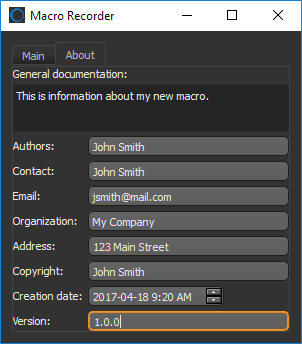 Macro Recorder
Main About
General documentation:
This is information about my new macro.
Authors: John Smith
Contact: John Smith
Email: jsmith@mail.com
Organization: My Company
Address: 123 Main Street
Copyright: John Smith
Creation date: 2017-04-18 9:20 AM
Version: 1.0.0